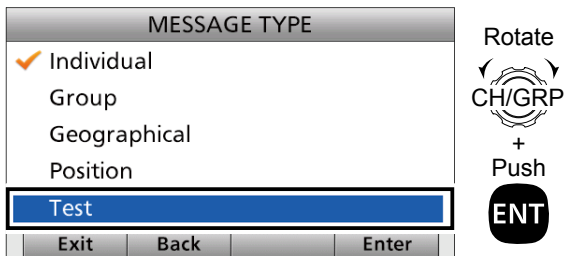 MESSAGE TYPE
Individual
Group
Geographical
Position
Test
Exit Back Enter
Rotate
CH/GRP
+
Push
ENT